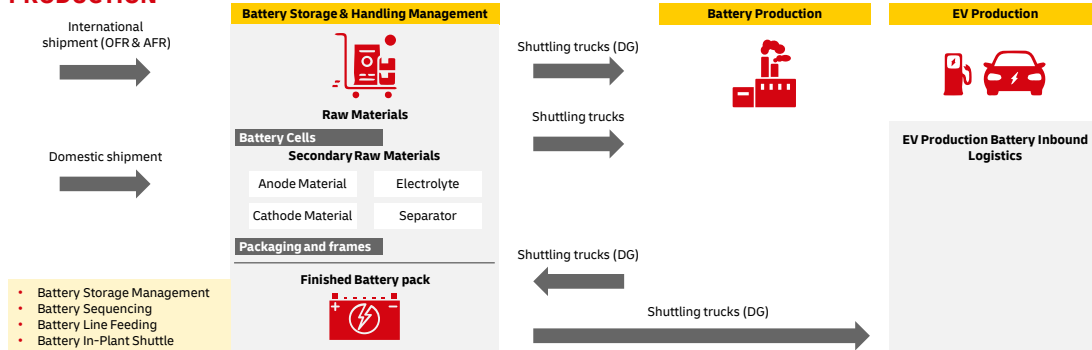 PRODUCTION
International
shipment (OFR & AFR)
Domestic shipment
Battery Storage & Handling Management
Raw Materials
Battery Cells
Secondary Raw Materials
Anode Material
Electrolyte
Cathode Material
Separator
Packaging and frames
Finished Battery pack
+ −
• Battery Storage Management
• Battery Sequencing
• Battery Line Feeding
• Battery In-Plant Shuttle
Shuttling trucks (DG)
Shuttling trucks
Shuttling trucks (DG)
Shuttling trucks (DG)
Battery Production
EV Production
EV Production Battery Inbound
Logistics